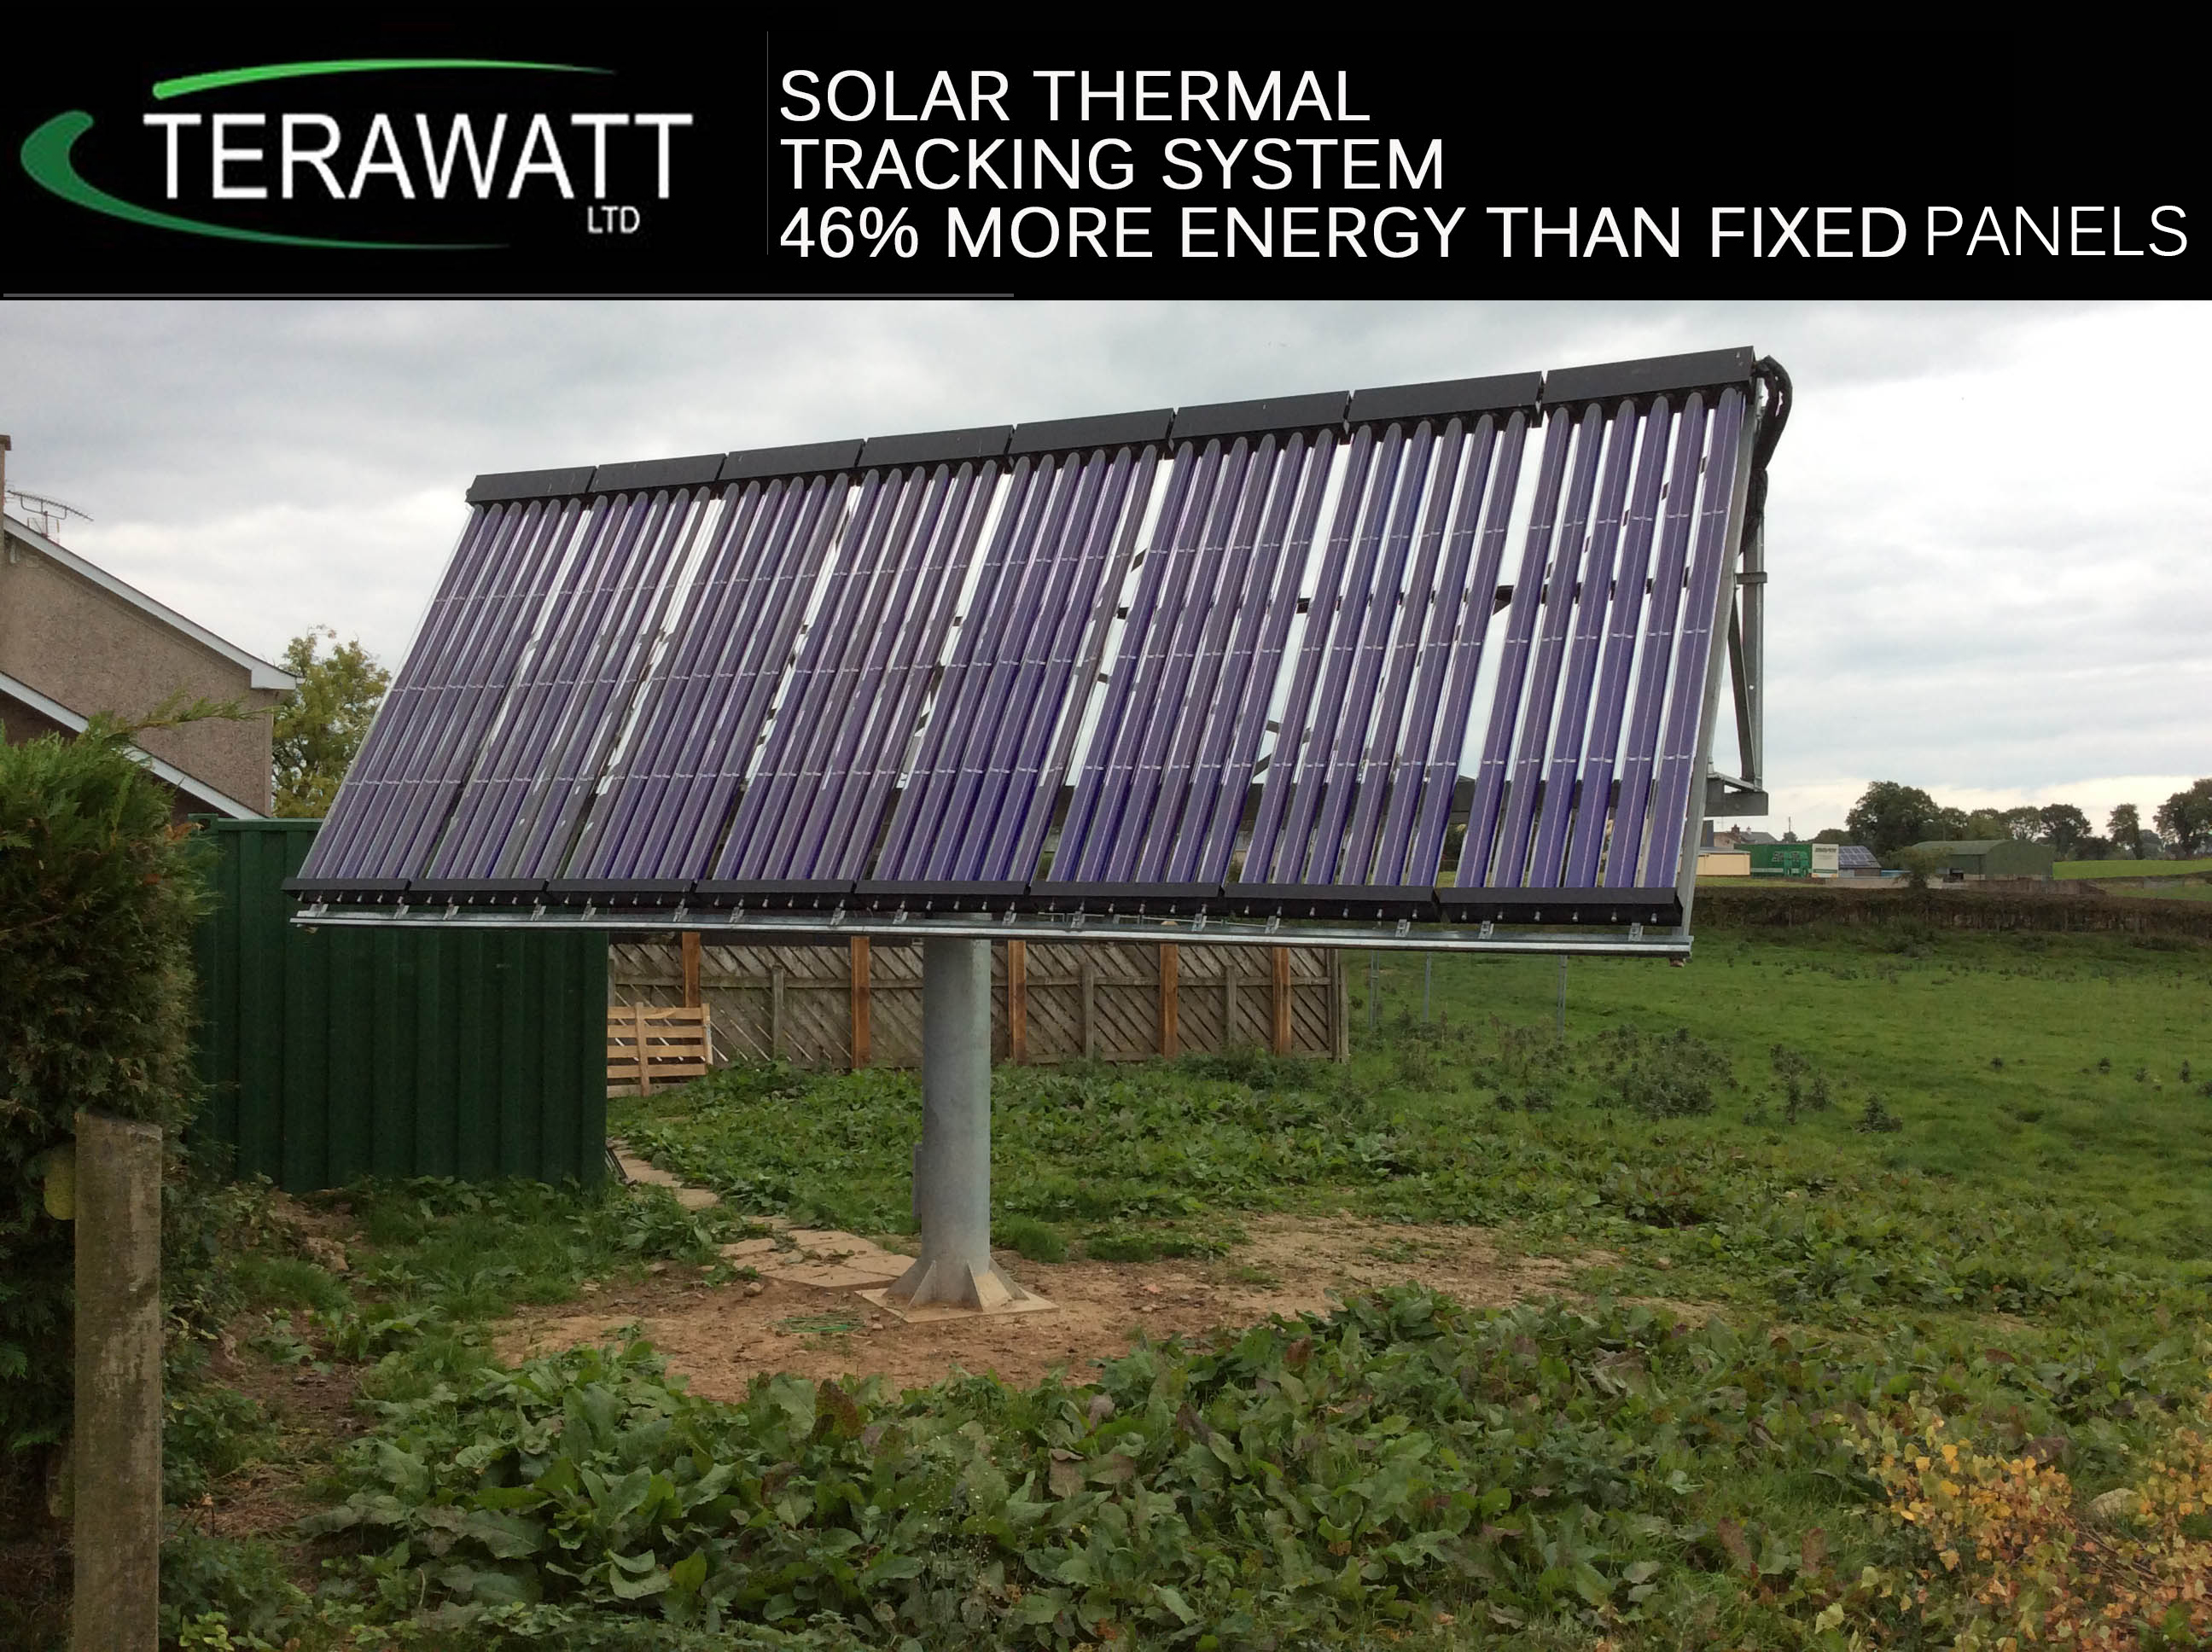 TERAWATT
LTD
SOLAR THERMAL
TRACKING SYSTEM
46% MORE ENERGY THAN FIXED PANELS